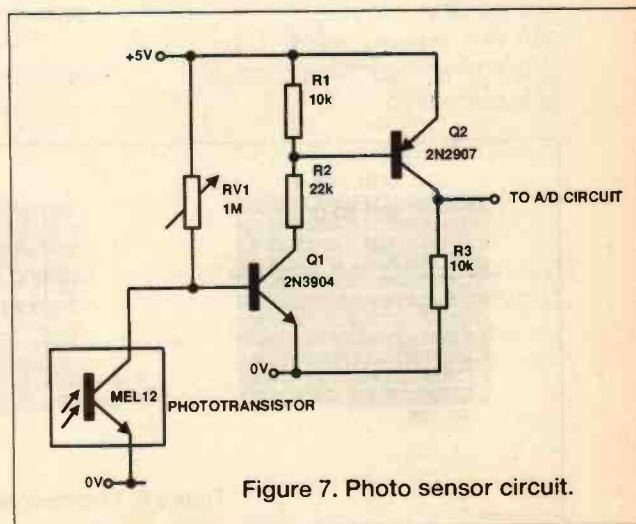 +5V
R1
10k
Q2
2N2907
R2
22k
RV1
1M
TO A/D CIRCUIT
Q1
2N3904
R3
10k
0V
MEL12
PHOTOTRANSISTOR
0V
Figure 7. Photo sensor circuit.